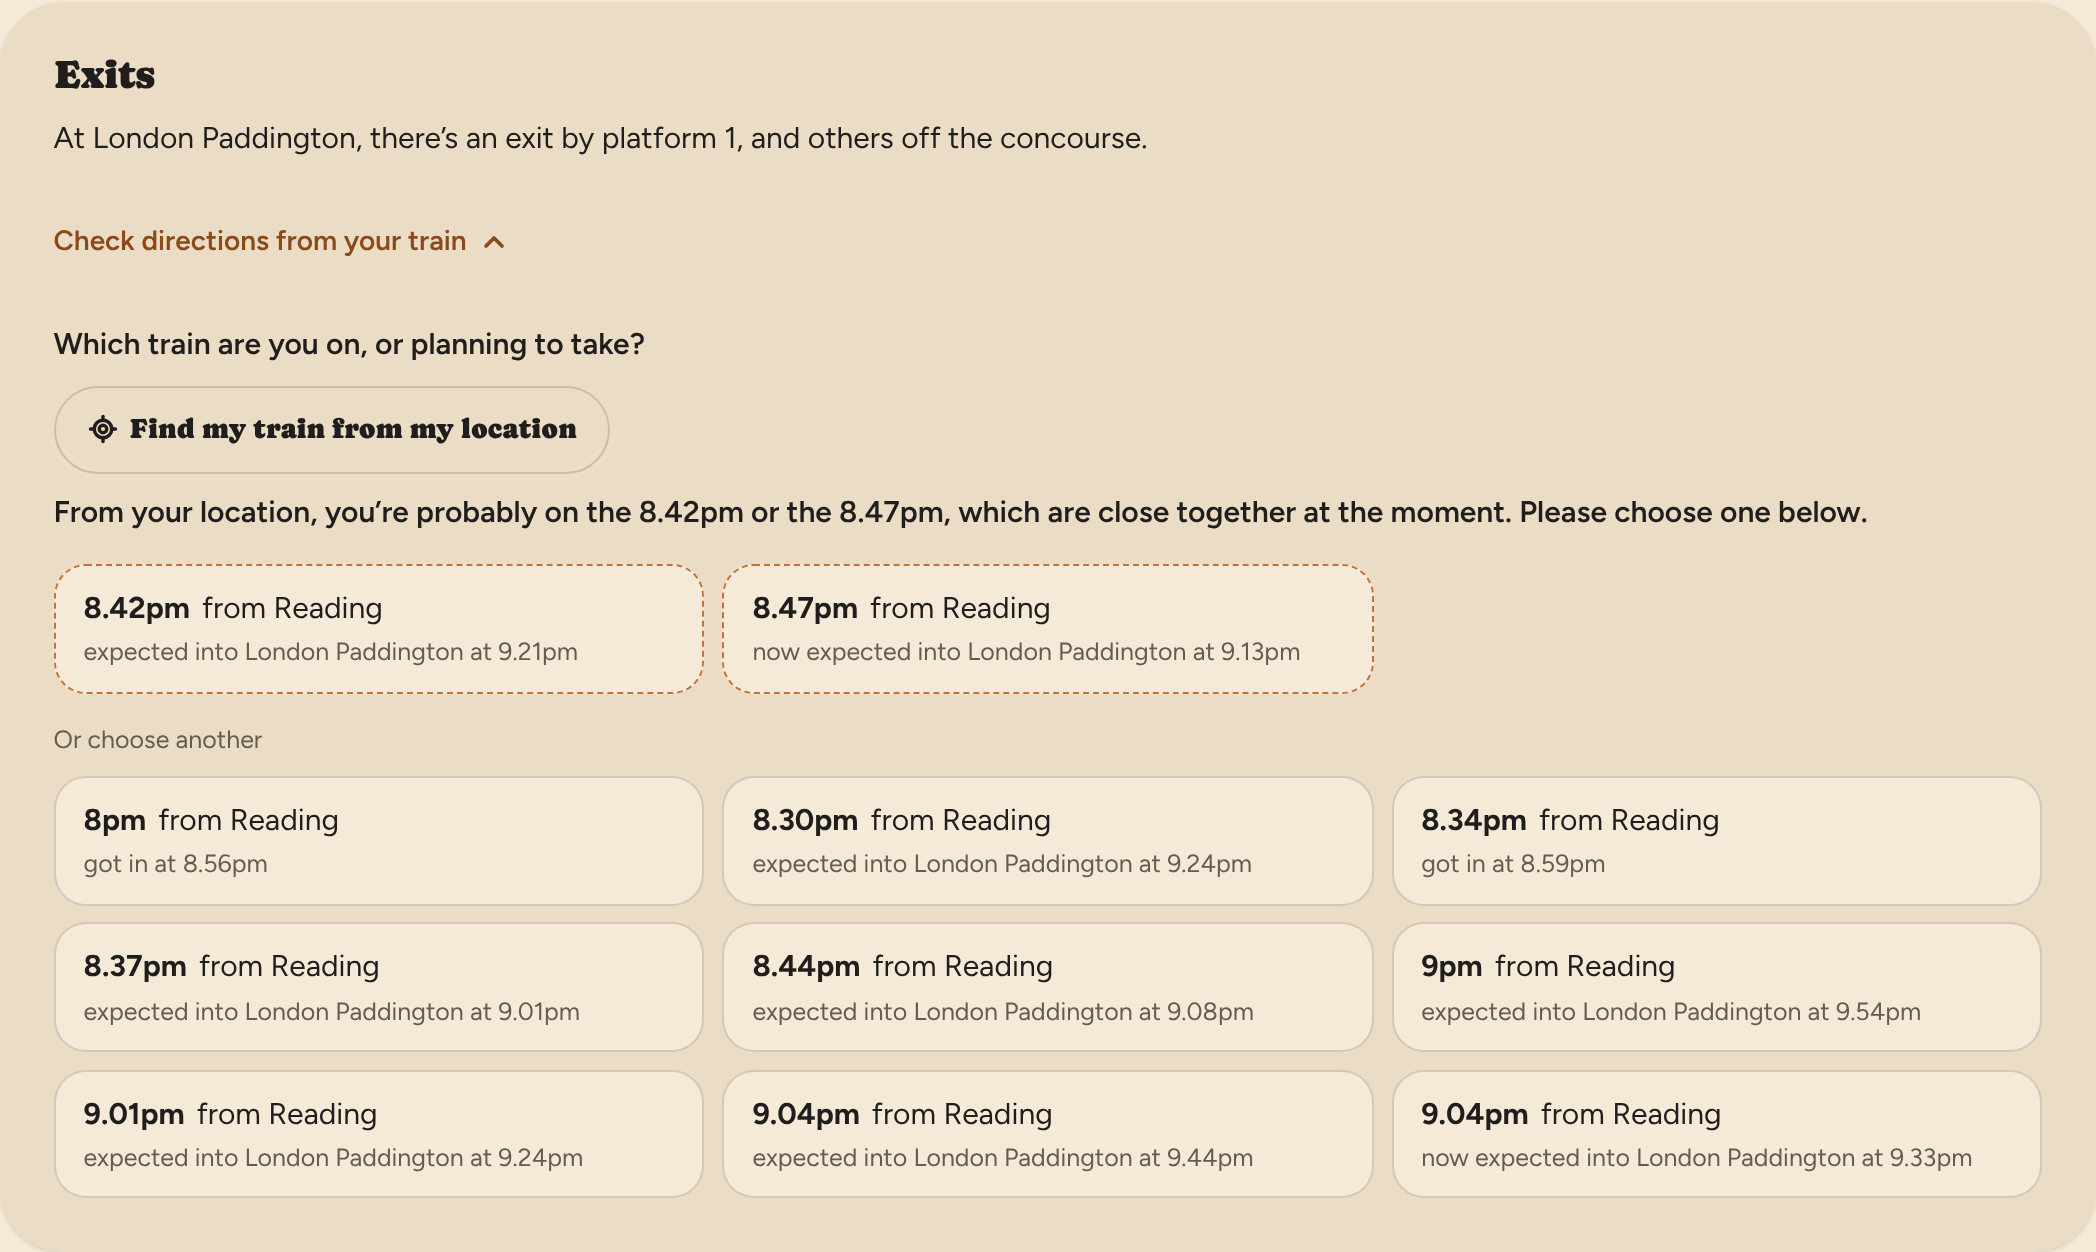 Exits
At London Paddington, there’s an exit by platform 1, and others off the concourse.
Check directions from your train
Which train are you on, or planning to take?
Find my train from my location
From your location, you’re probably on the 8.42pm or the 8.47pm, which are close together at the moment. Please choose one below.
8.42pm from Reading
expected into London Paddington at 9.21pm
8.47pm from Reading
now expected into London Paddington at 9.13pm
Or choose another
8pm from Reading
got in at 8.56pm
8.30pm from Reading
expected into London Paddington at 9.24pm
8.34pm from Reading
got in at 8.59pm
8.37pm from Reading
expected into London Paddington at 9.01pm
8.44pm from Reading
expected into London Paddington at 9.08pm
9pm from Reading
expected into London Paddington at 9.54pm
9.01pm from Reading
expected into London Paddington at 9.24pm
9.04pm from Reading
expected into London Paddington at 9.44pm
9.04pm from Reading
now expected into London Paddington at 9.33pm